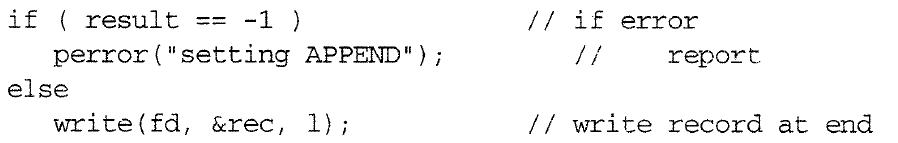 if ( result == -1 )                // if error
   perror("setting APPEND");       //    report
else
   write(fd, &rec, 1);             // write record at end